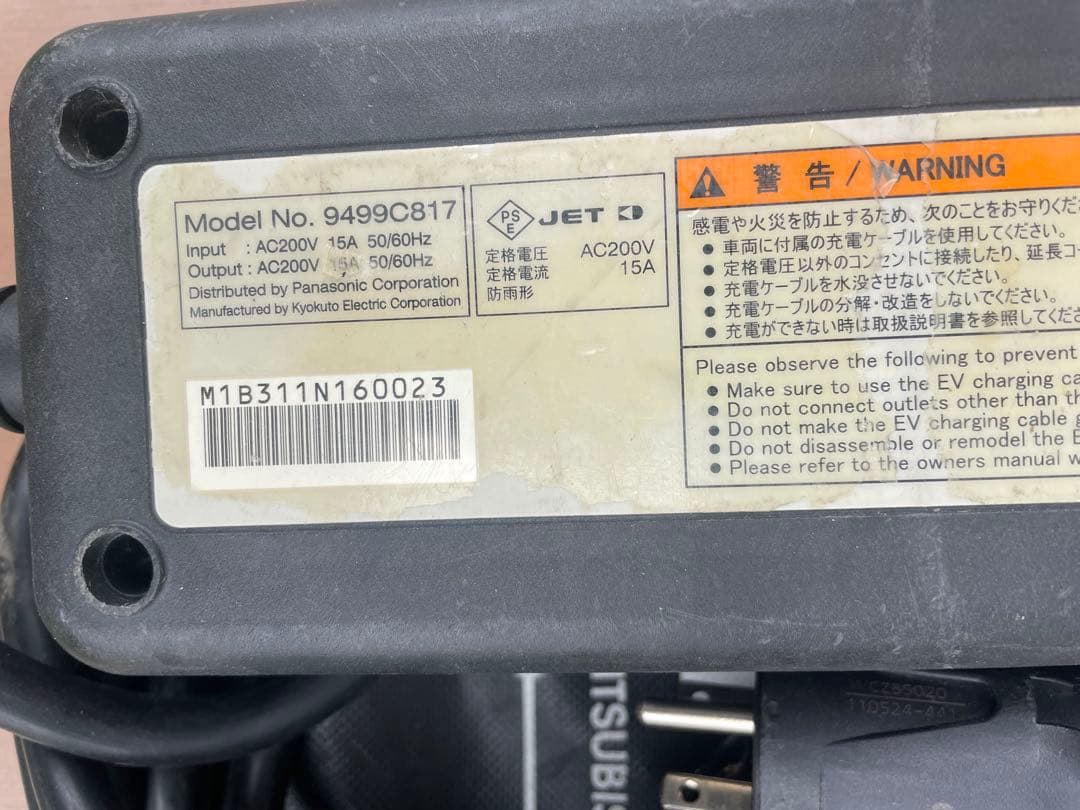 Model No. 9499C817
Input : AC200V 15A 50/60Hz
Output : AC200V 15A 50/60Hz
Distributed by Panasonic Corporation
Manufactured by Kyokuto Electric Corporation
PS
E
JET
定格電圧 AC200V
定格電流 15A
防雨形
M1B311N160023
警告/WARNING
感電や火災を防止するため、次のことをお守りくだ
● 車両に付属の充電ケーブルを使用してください。
● 定格電圧以外のコンセントに接続したり、延長コ
● 充電ケーブルを水没させないでください。
● 充電ケーブルの分解・改造をしないでください。
● 充電ができない時は取扱説明書を参照してくださ
Please observe the following to prevent
● Make sure to use the EV charging ca
● Do not connect outlets other than th
● Do not make the EV charging cable g
● Do not disassemble or remodel the E
● Please refer to the owners manual w
ITSUBIS
110524-441